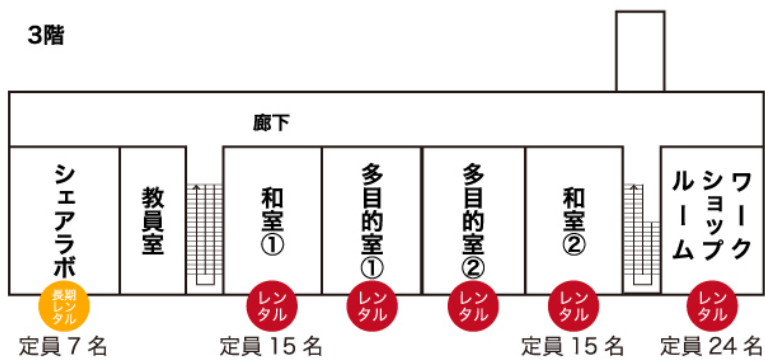 3階
廊下
シェアラボ
教員室
和室①
多目的室①
多目的室②
和室②
ワーク
ショップ
ルーム
長期
レン
タル
レン
タル
レン
タル
レン
タル
レン
タル
レン
タル
定員7名
定員15名
定員15名
定員24名